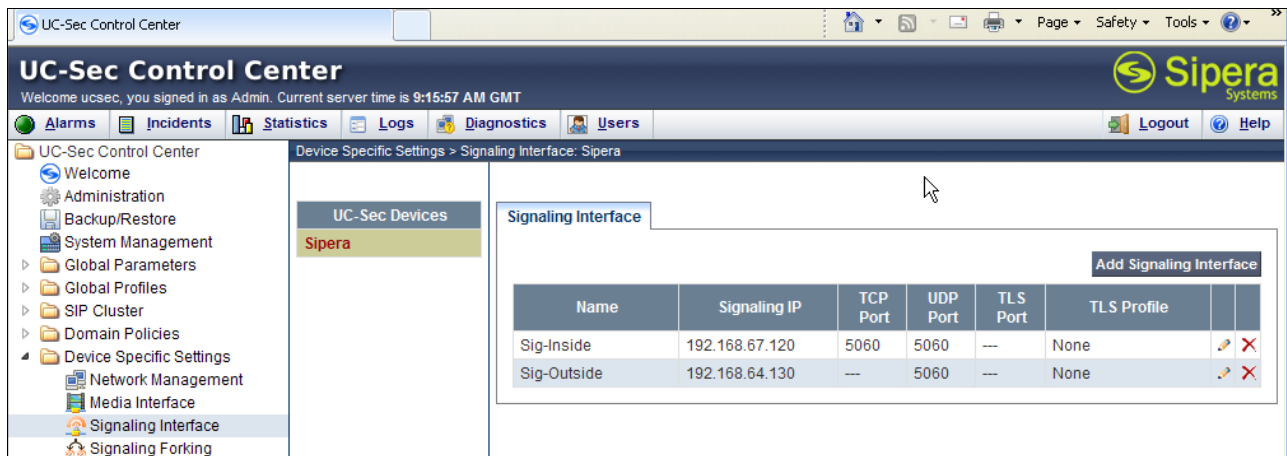 UC-Sec Control Center
Page Safety Tools »
UC-Sec Control Center
Welcome ucsec, you signed in as Admin. Current server time is 9:15:57 AM GMT
Sipera
Systems
Alarms Incidents Statistics Logs Diagnostics Users Logout Help
UC-Sec Control Center
Welcome
Administration
Backup/Restore
System Management
Global Parameters
Global Profiles
SIP Cluster
Domain Policies
Device Specific Settings
Network Management
Media Interface
Signaling Interface
Signaling Forking
Device Specific Settings > Signaling Interface: Sipera
UC-Sec Devices
Sipera
Signaling Interface
Add Signaling Interface
Name Signaling IP TCP Port UDP Port TLS Port TLS Profile
Sig-Inside 192.168.67.120 5060 5060 --- None
Sig-Outside 192.168.64.130 --- 5060 --- None